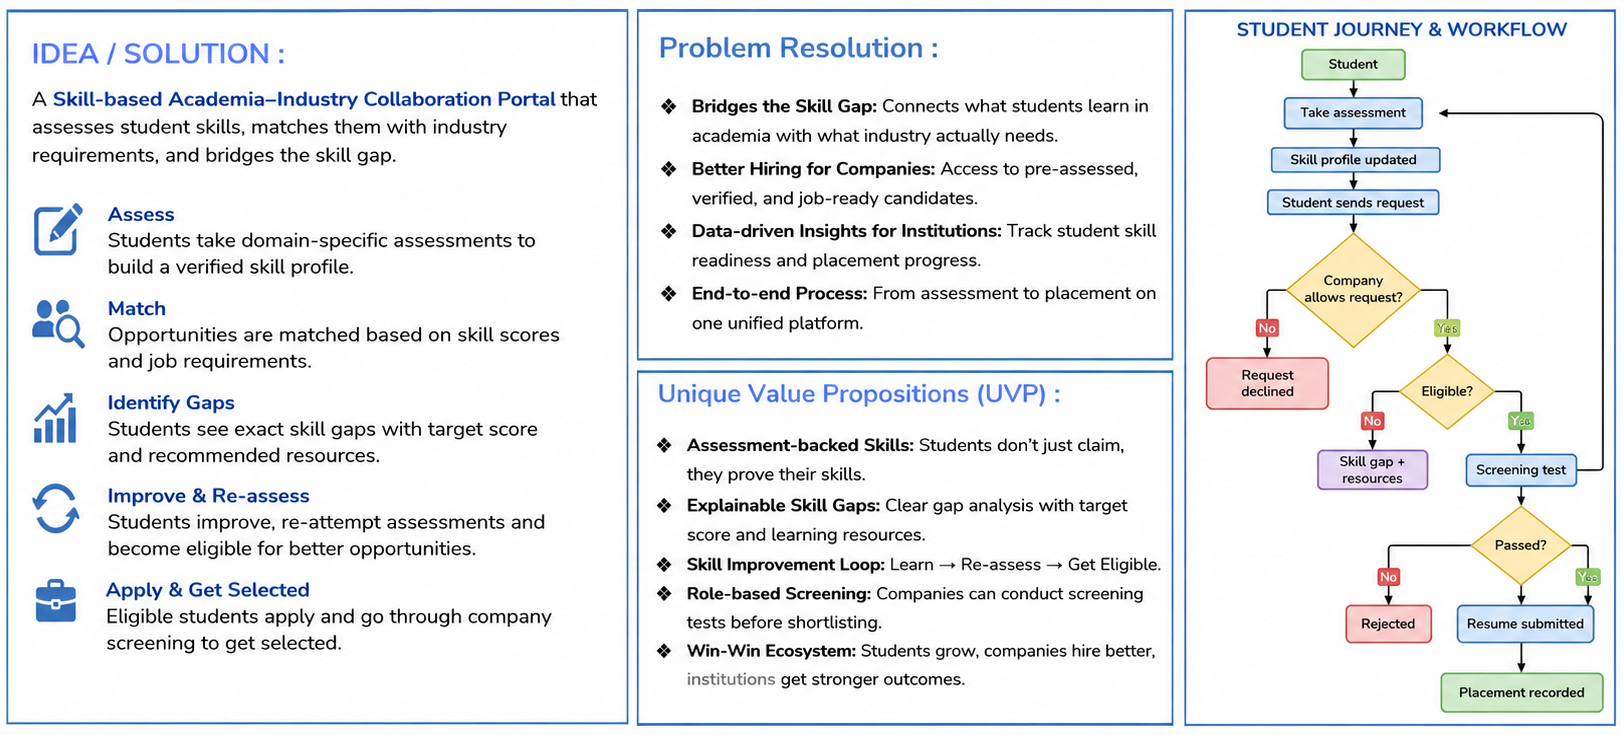 IDEA / SOLUTION :
A Skill-based Academia–Industry Collaboration Portal that
assesses student skills, matches them with industry
requirements, and bridges the skill gap.
Assess
Students take domain-specific assessments to
build a verified skill profile.
Match
Opportunities are matched based on skill scores
and job requirements.
Identify Gaps
Students see exact skill gaps with target score
and recommended resources.
Improve & Re-assess
Students improve, re-attempt assessments and
become eligible for better opportunities.
Apply & Get Selected
Eligible students apply and go through company
screening to get selected.
Problem Resolution :
❖ Bridges the Skill Gap: Connects what students learn in
academia with what industry actually needs.
❖ Better Hiring for Companies: Access to pre-assessed,
verified, and job-ready candidates.
❖ Data-driven Insights for Institutions: Track student skill
readiness and placement progress.
❖ End-to-end Process: From assessment to placement on
one unified platform.
Unique Value Propositions (UVP) :
❖ Assessment-backed Skills: Students don’t just claim,
they prove their skills.
❖ Explainable Skill Gaps: Clear gap analysis with target
score and learning resources.
❖ Skill Improvement Loop: Learn → Re-assess → Get Eligible.
❖ Role-based Screening: Companies can conduct screening
tests before shortlisting.
❖ Win-Win Ecosystem: Students grow, companies hire better,
institutions get stronger outcomes.
STUDENT JOURNEY & WORKFLOW
Student
Take assessment
Skill profile updated
Student sends request
Company
allows request?
No
Yes
Request
declined
Eligible?
No
Yes
Skill gap +
resources
Screening test
Passed?
No
Rejected
Resume submitted
Placement recorded